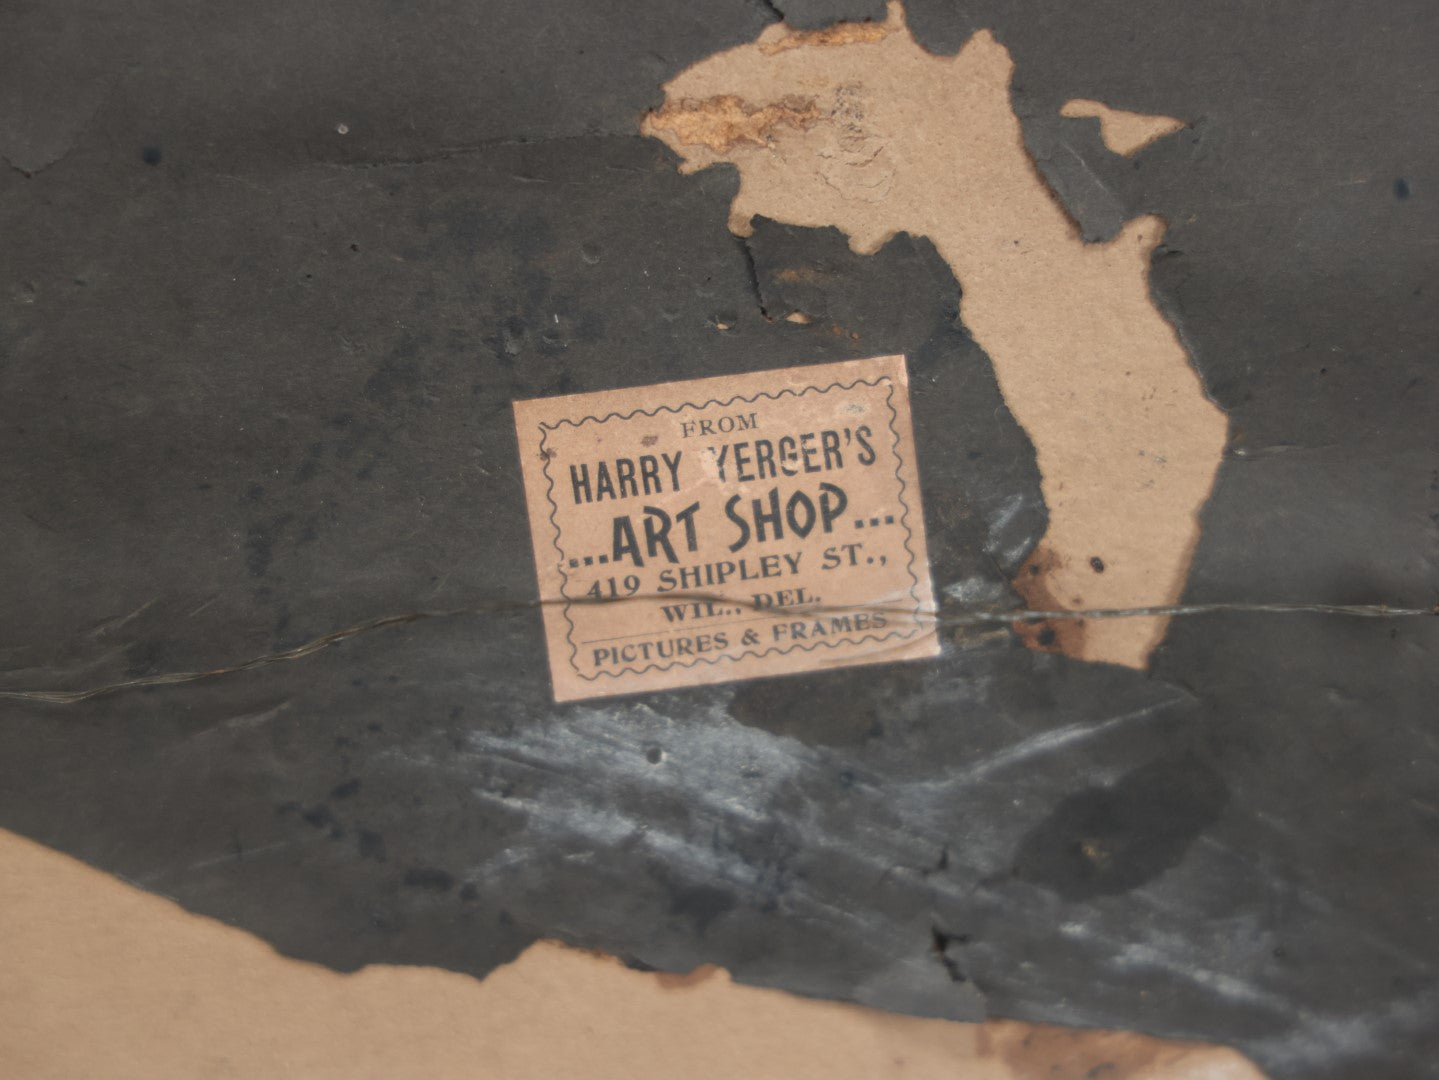 FROM
HARRY YERGER'S
...ART SHOP...
419 SHIPLEY ST.,
WIL., DEL.
PICTURES & FRAMES